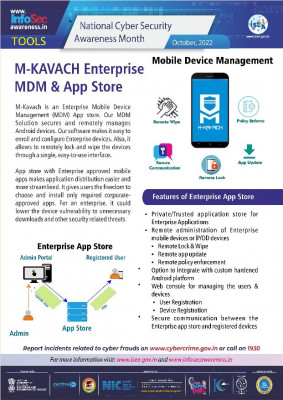 www.
InfoSec
awareness.in
TOOLS
National Cyber Security
Awareness Month
October, 2022
www.isea.gov.in
M-KAVACH Enterprise
MDM & App Store
M-Kavach is an Enterprise Mobile Device
Management (MDM) App store. Our MDM
Solution secures and remotely manages
Android devices. Our software makes it easy to
enroll and configure Enterprise devices. Also, it
allows to remotely lock and wipe the devices
through a single, easy-to-use interface.
App store with Enterprise approved mobile
apps makes application distribution easier and
more streamlined. It gives users the freedom to
choose and install only required corporate-
approved apps. For an enterprise, it could
lower the device vulnerability to unnecessary
downloads and other security related threats.
Mobile Device Management
M-KAVACH
Remote Wipe
Policy Enforce
Secure
Communication
Remote Lock
App Update
Enterprise App Store
Admin Portal
Registered User
App Store
Admin
Features of Enterprise App Store
• Private/Trusted application store for
Enterprise Applications
• Remote administration of Enterprise
mobile devices or BYOD devices
• Remote Lock & Wipe
• Remote app update
• Remote policy enforcement
• Option to integrate with custom hardened
Android platform
• Web console for managing the users &
devices
• User Registration
• Device Registration
• Secure communication between the
Enterprise app store and registered devices
Report incidents related to cyber frauds on www.cybercrime.gov.in or call on 1930
For more information visit: www.isea.gov.in and www.infosecawareness.in
NIC